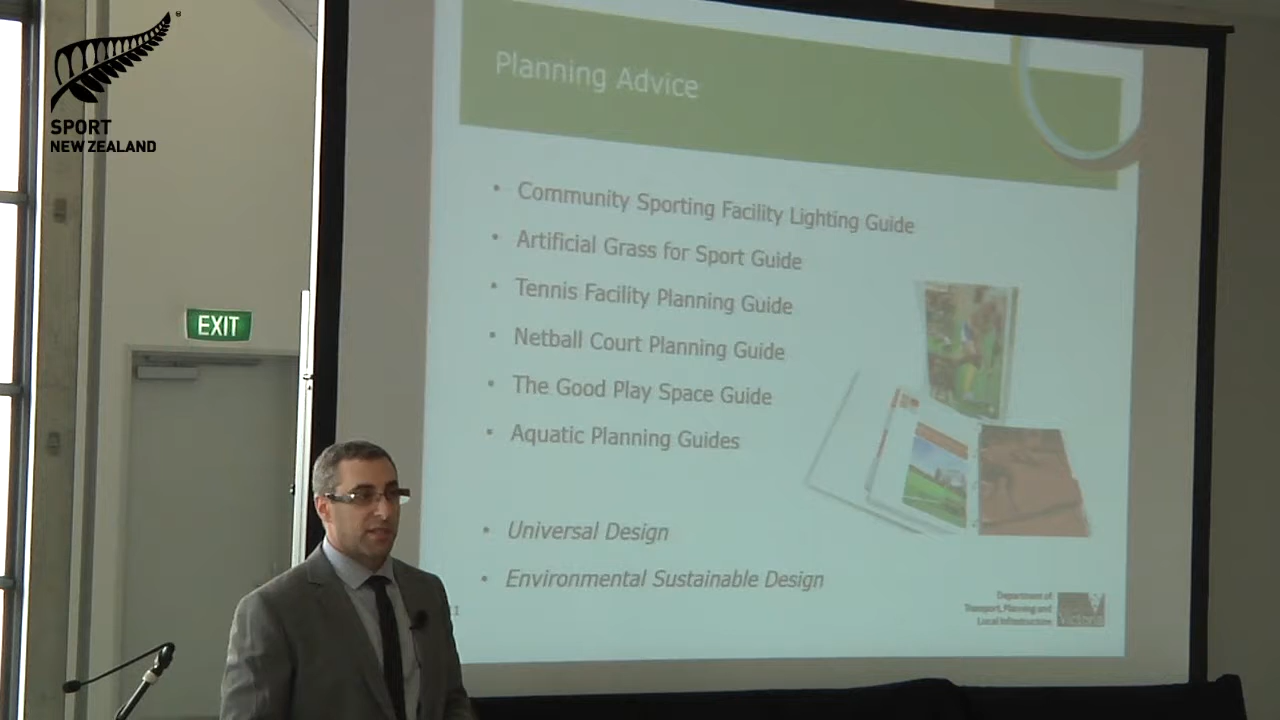 SPORT
NEW ZEALAND
EXIT
Planning Advice
• Community Sporting Facility Lighting Guide
• Artificial Grass for Sport Guide
• Tennis Facility Planning Guide
• Netball Court Planning Guide
• The Good Play Space Guide
• Aquatic Planning Guides
• Universal Design
• Environmental Sustainable Design
Department of
Transport, Planning and
Local Infrastructure
Victoria